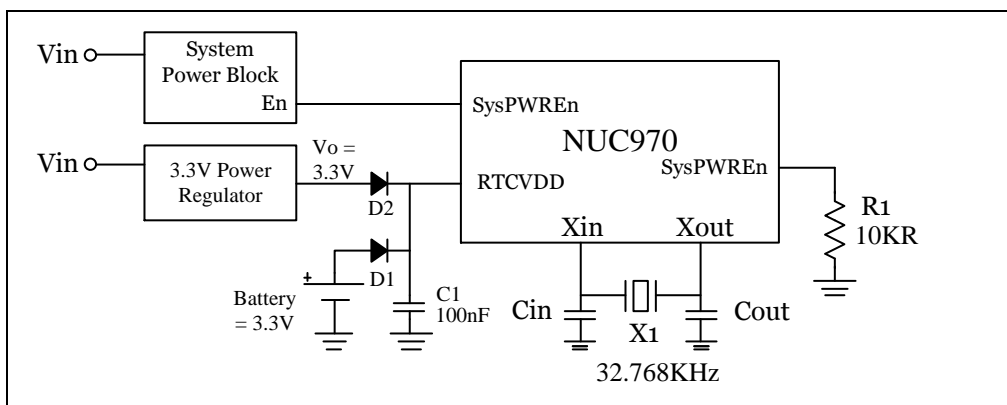 Vin
System
Power Block
En
SysPWREn
NUC970
Vin
3.3V Power
Regulator
Vo =
3.3V
D2
RTCVDD
SysPWREn
R1
10KR
D1
Battery
= 3.3V
+
C1
100nF
Xin
Xout
Cin
X1
Cout
32.768KHz